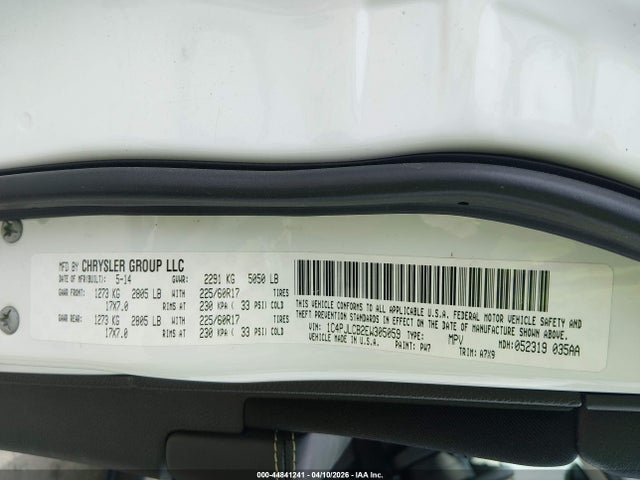 MFD BY CHRYSLER GROUP LLC
DATE OF MFR(BUILT): 5-14 GVWR: 2291 KG 5050 LB
GAWR FRONT: 1273 KG 2805 LB WITH 225/60R17 TIRES
17X7.0 RIMS AT 230 KPA ( 33 PSI) COLD
GAWR REAR: 1273 KG 2805 LB WITH 225/60R17 TIRES
17X7.0 RIMS AT 230 KPA ( 33 PSI) COLD
THIS VEHICLE CONFORMS TO ALL APPLICABLE U.S.A. FEDERAL MOTOR VEHICLE SAFETY AND
THEFT PREVENTION STANDARDS IN EFFECT ON THE DATE OF MANUFACTURE SHOWN ABOVE.
VIN: 1C4PJLCB2EW305059 TYPE: MPV MDH:052319 035AA
VEHICLE MADE IN U.S.A. PAINT: PW7 TRIM: A7X9
000-44841241 - 04/10/2026 - IAA Inc.